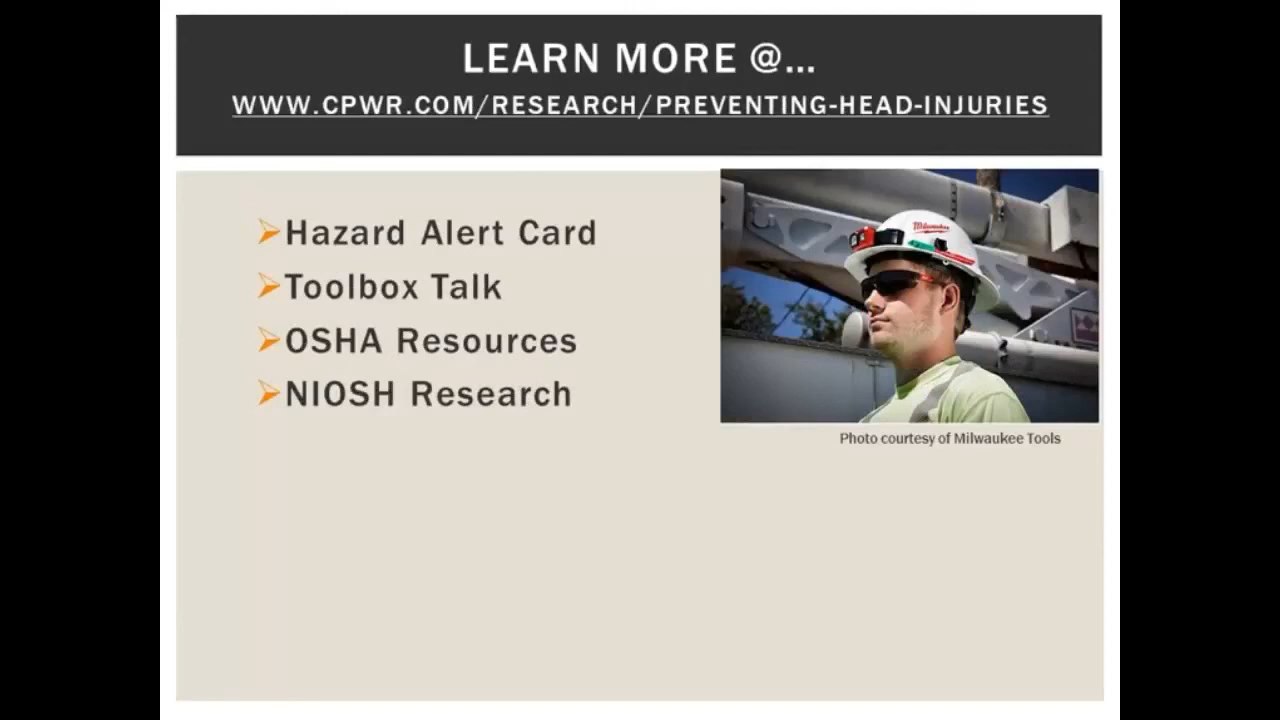 LEARN MORE @...
WWW.CPWR.COM/RESEARCH/PREVENTING-HEAD-INJURIES
Hazard Alert Card
Toolbox Talk
OSHA Resources
NIOSH Research
Milwaukee
Photo courtesy of Milwaukee Tools